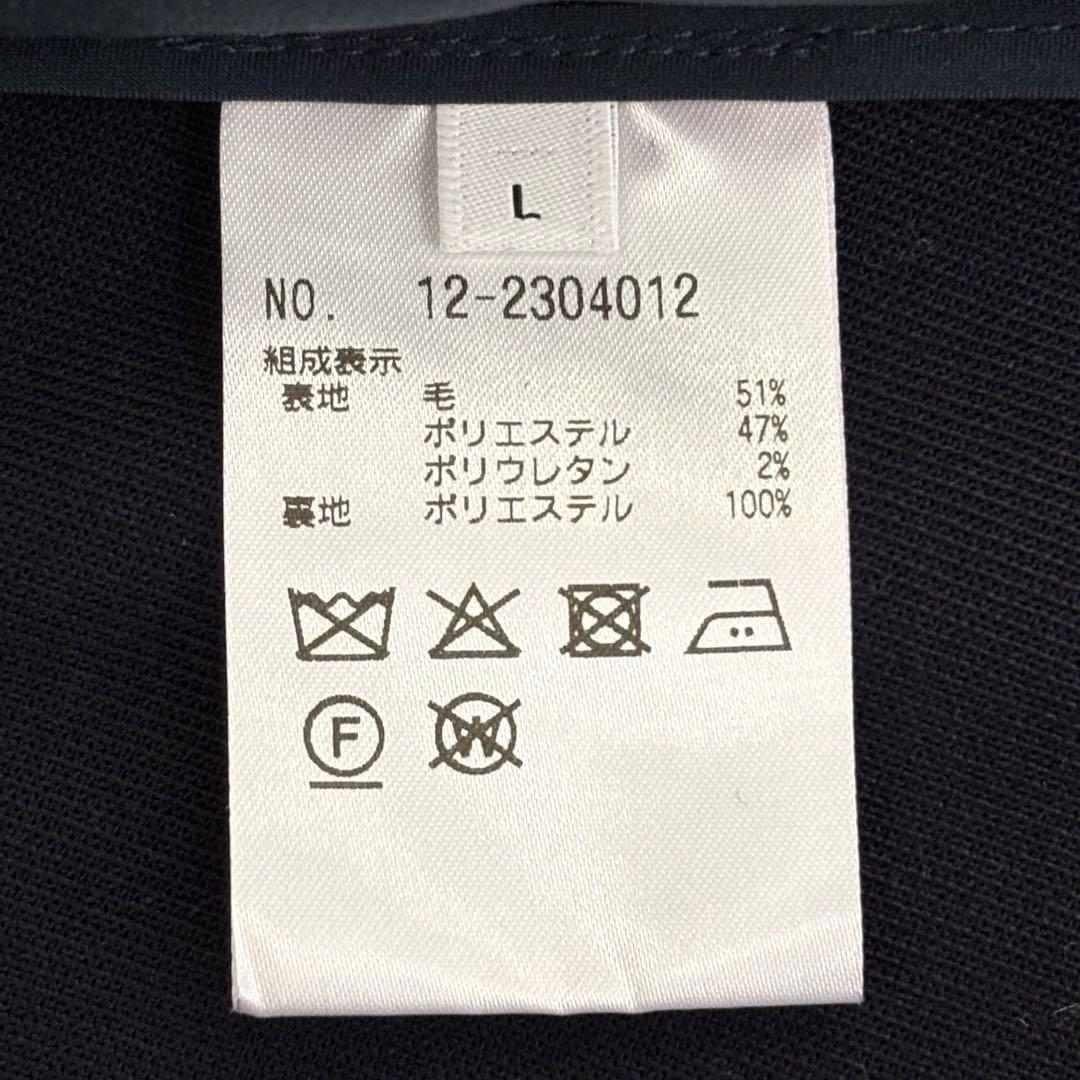 L
NO. 12-2304012
組成表示
表地 毛 51%
ポリエステル 47%
ポリウレタン 2%
裏地 ポリエステル 100%
F W